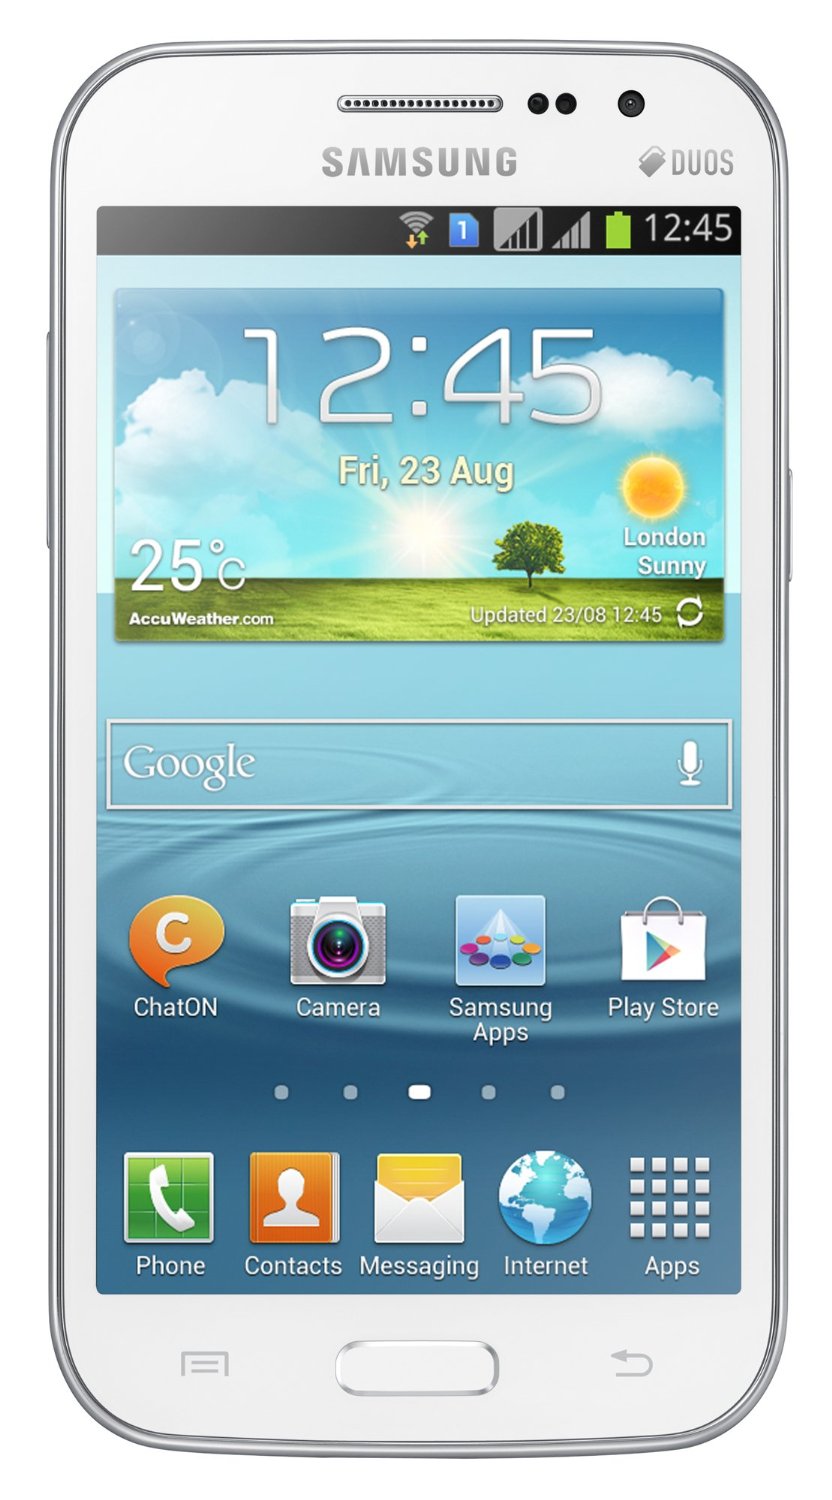 SAMSUNG
DUOS
1
12:45
12:45
Fri, 23 Aug
London
Sunny
25°C
AccuWeather.com
Updated 23/08 12:45
Google
C
ChatON
Camera
Samsung
Apps
Play Store
Phone
Contacts
Messaging
Internet
Apps